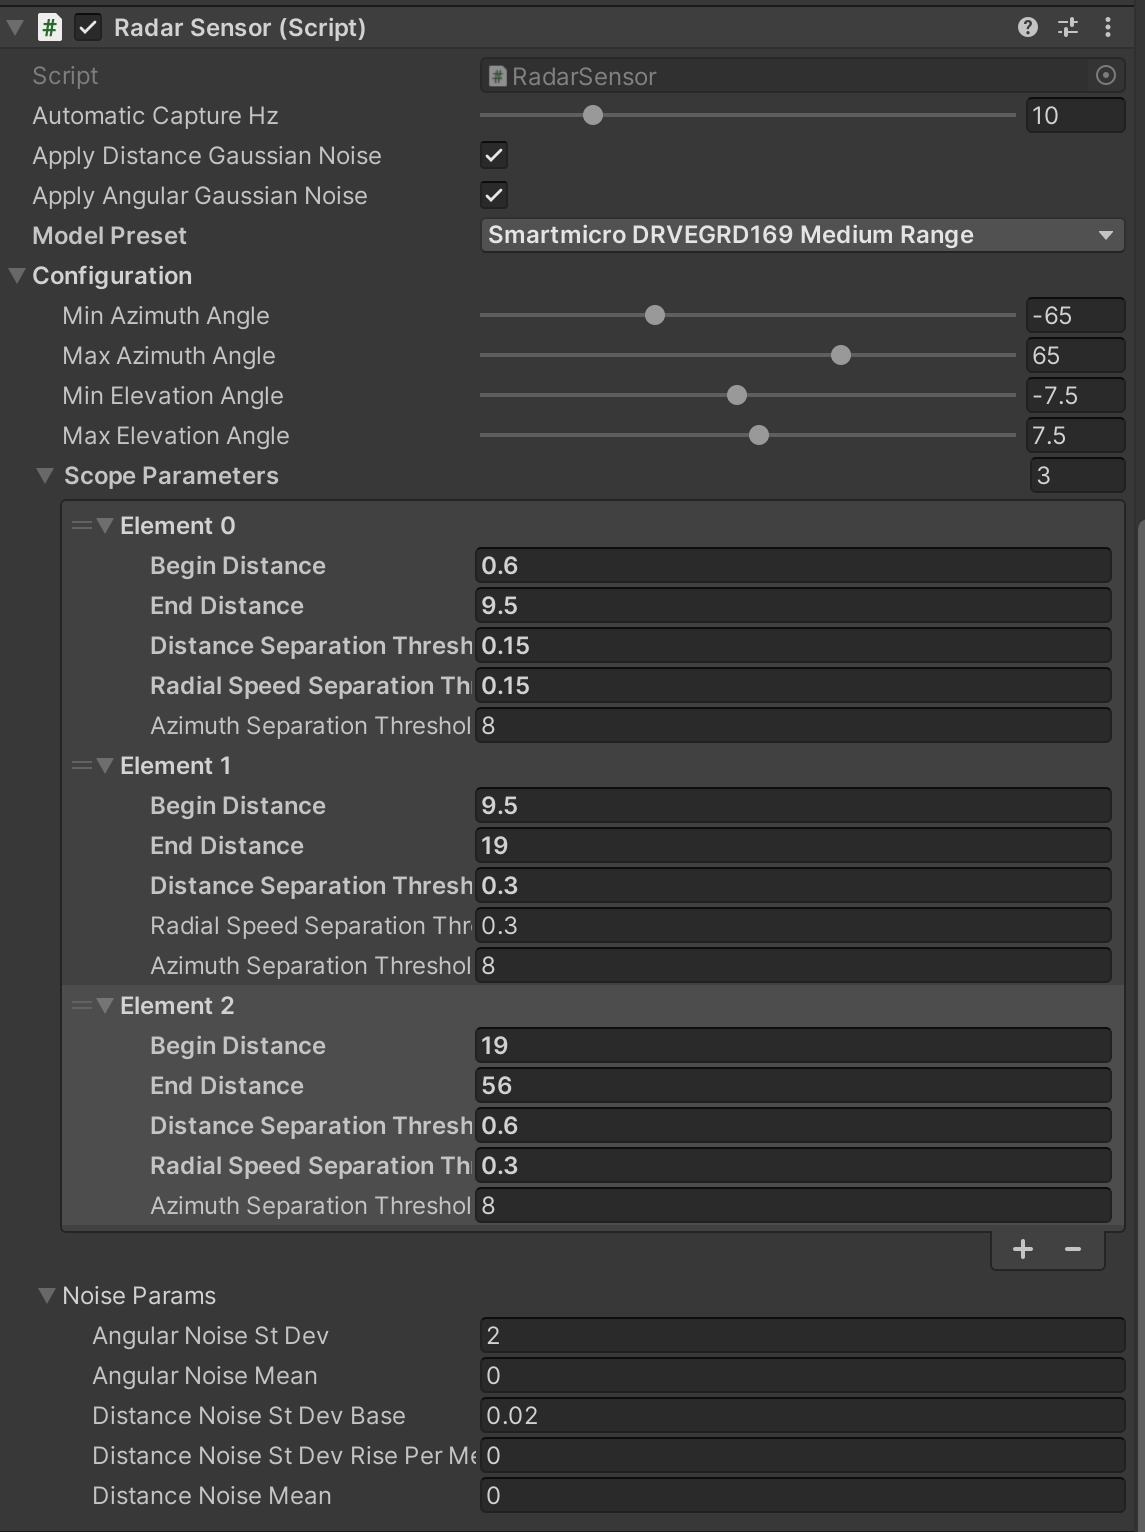 Radar Sensor (Script)
Script RadarSensor
Automatic Capture Hz 10
Apply Distance Gaussian Noise
Apply Angular Gaussian Noise
Model Preset Smartmicro DRVEGRD169 Medium Range
Configuration
Min Azimuth Angle -65
Max Azimuth Angle 65
Min Elevation Angle -7.5
Max Elevation Angle 7.5
Scope Parameters 3
Element 0
Begin Distance 0.6
End Distance 9.5
Distance Separation Thresh 0.15
Radial Speed Separation Th 0.15
Azimuth Separation Threshol 8
Element 1
Begin Distance 9.5
End Distance 19
Distance Separation Thresh 0.3
Radial Speed Separation Thr 0.3
Azimuth Separation Threshol 8
Element 2
Begin Distance 19
End Distance 56
Distance Separation Thresh 0.6
Radial Speed Separation Th 0.3
Azimuth Separation Threshol 8
+ −
Noise Params
Angular Noise St Dev 2
Angular Noise Mean 0
Distance Noise St Dev Base 0.02
Distance Noise St Dev Rise Per Me 0
Distance Noise Mean 0